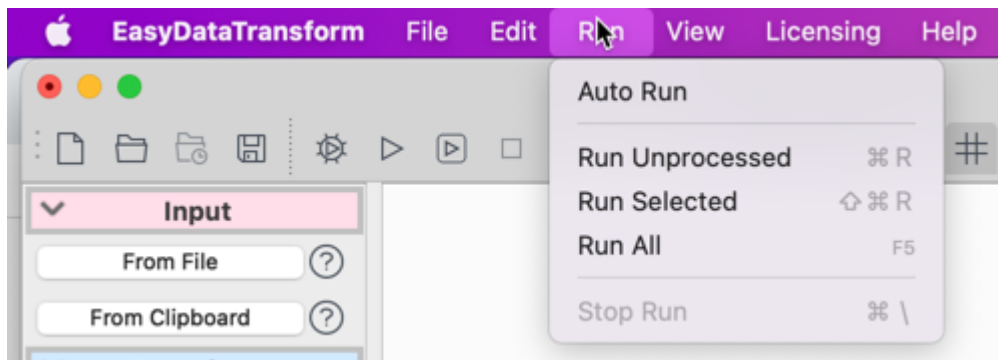 EasyDataTransform File Edit Run View Licensing Help
Auto Run
Run Unprocessed ⌘ R
Run Selected ⇧ ⌘ R
Run All F5
Stop Run ⌘ \
Input
From File ?
From Clipboard ?